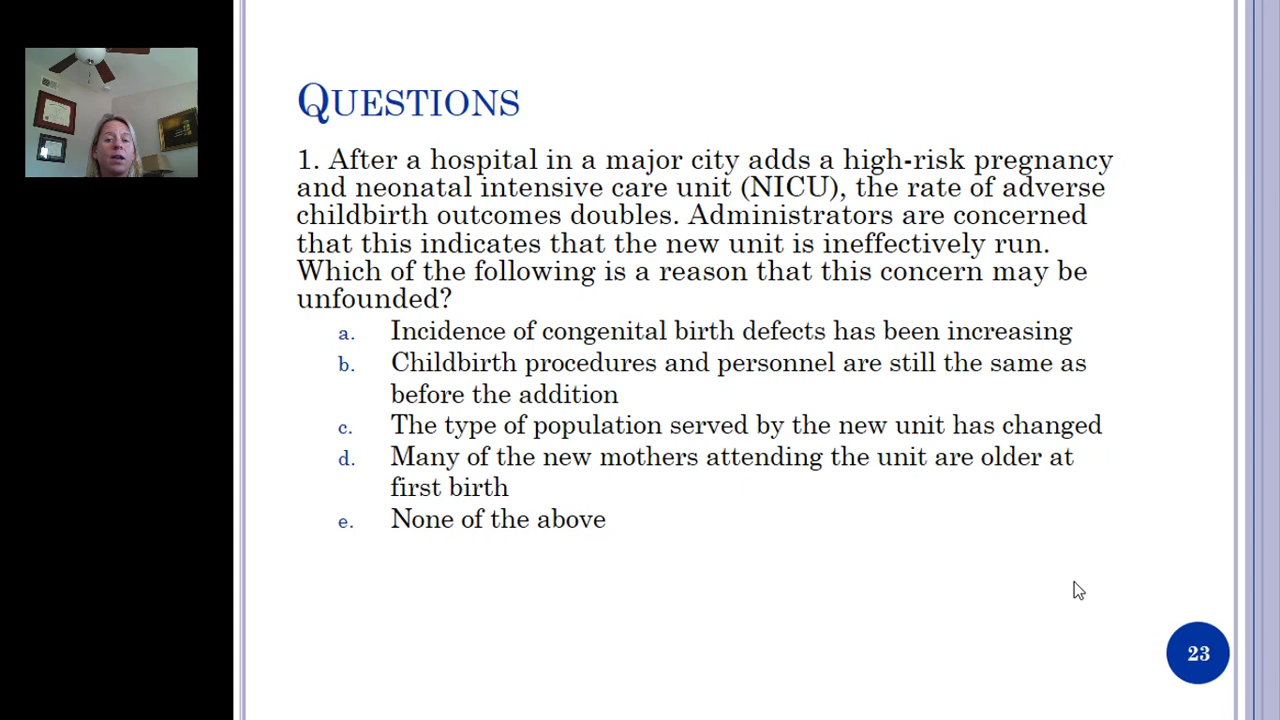 QUESTIONS
1. After a hospital in a major city adds a high-risk pregnancy
and neonatal intensive care unit (NICU), the rate of adverse
childbirth outcomes doubles. Administrators are concerned
that this indicates that the new unit is ineffectively run.
Which of the following is a reason that this concern may be
unfounded?
a. Incidence of congenital birth defects has been increasing
b. Childbirth procedures and personnel are still the same as
before the addition
c. The type of population served by the new unit has changed
d. Many of the new mothers attending the unit are older at
first birth
e. None of the above
23